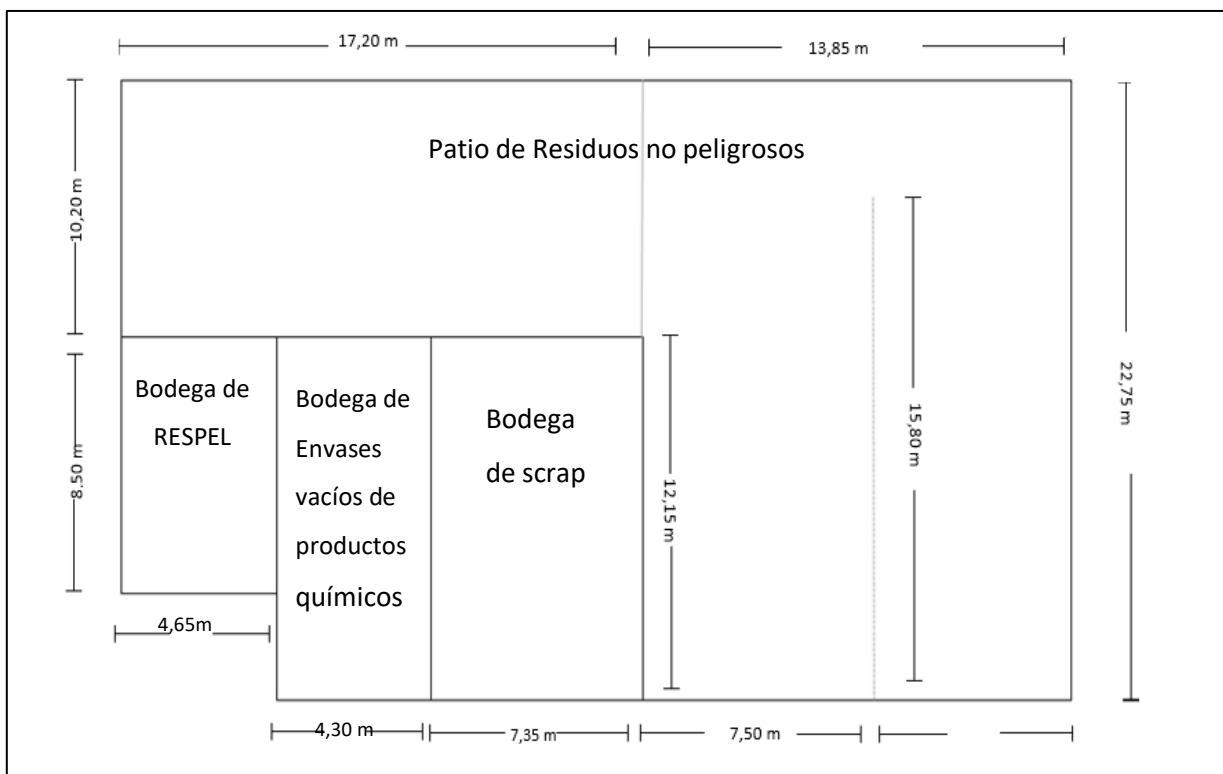 17,20 m
13,85 m
Patio de Residuos no peligrosos
10,20 m
22,75 m
15,80 m
Bodega de
RESPEL
Bodega de
Envases
vacíos de
productos
químicos
Bodega
de scrap
8.50 m
12,15 m
4,65m
4,30 m
7,35 m
7,50 m